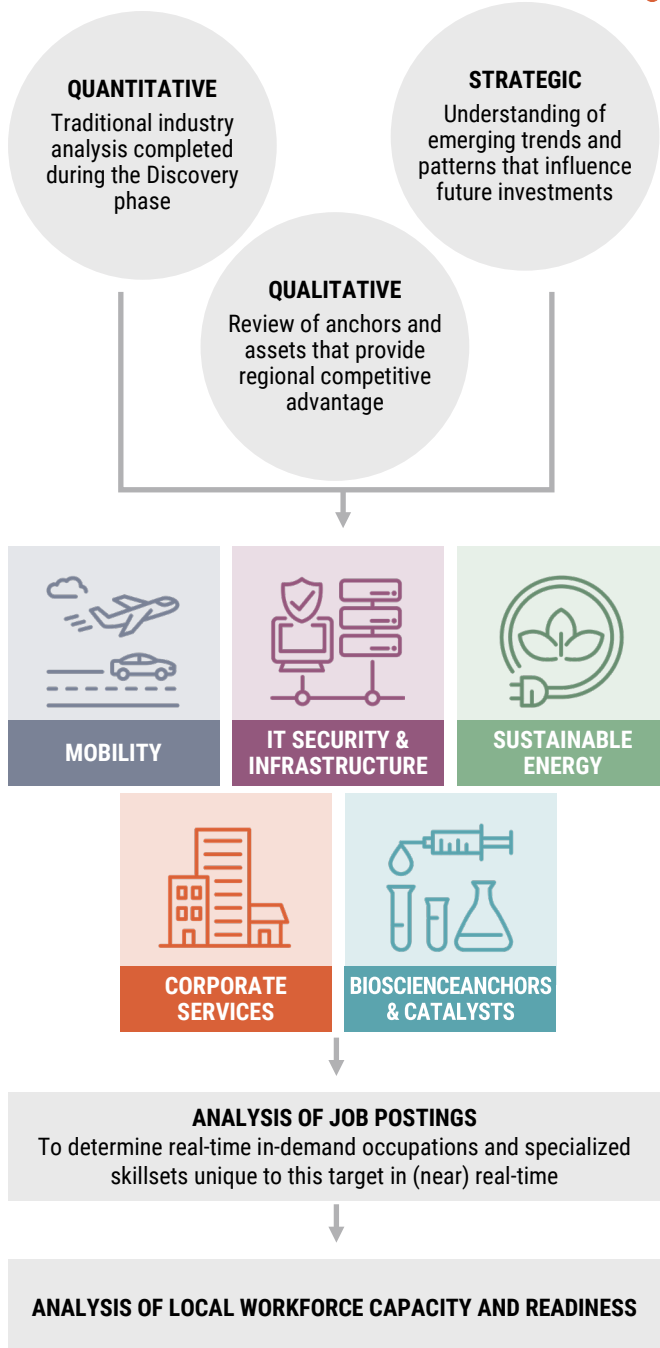 QUANTITATIVE
Traditional industry
analysis completed
during the Discovery
phase
STRATEGIC
Understanding of
emerging trends and
patterns that influence
future investments
QUALITATIVE
Review of anchors and
assets that provide
regional competitive
advantage
MOBILITY
IT SECURITY &
INFRASTRUCTURE
SUSTAINABLE
ENERGY
CORPORATE
SERVICES
BIOSCIENCEANCHORS
& CATALYSTS
ANALYSIS OF JOB POSTINGS
To determine real-time in-demand occupations and specialized
skillsets unique to this target in (near) real-time
ANALYSIS OF LOCAL WORKFORCE CAPACITY AND READINESS